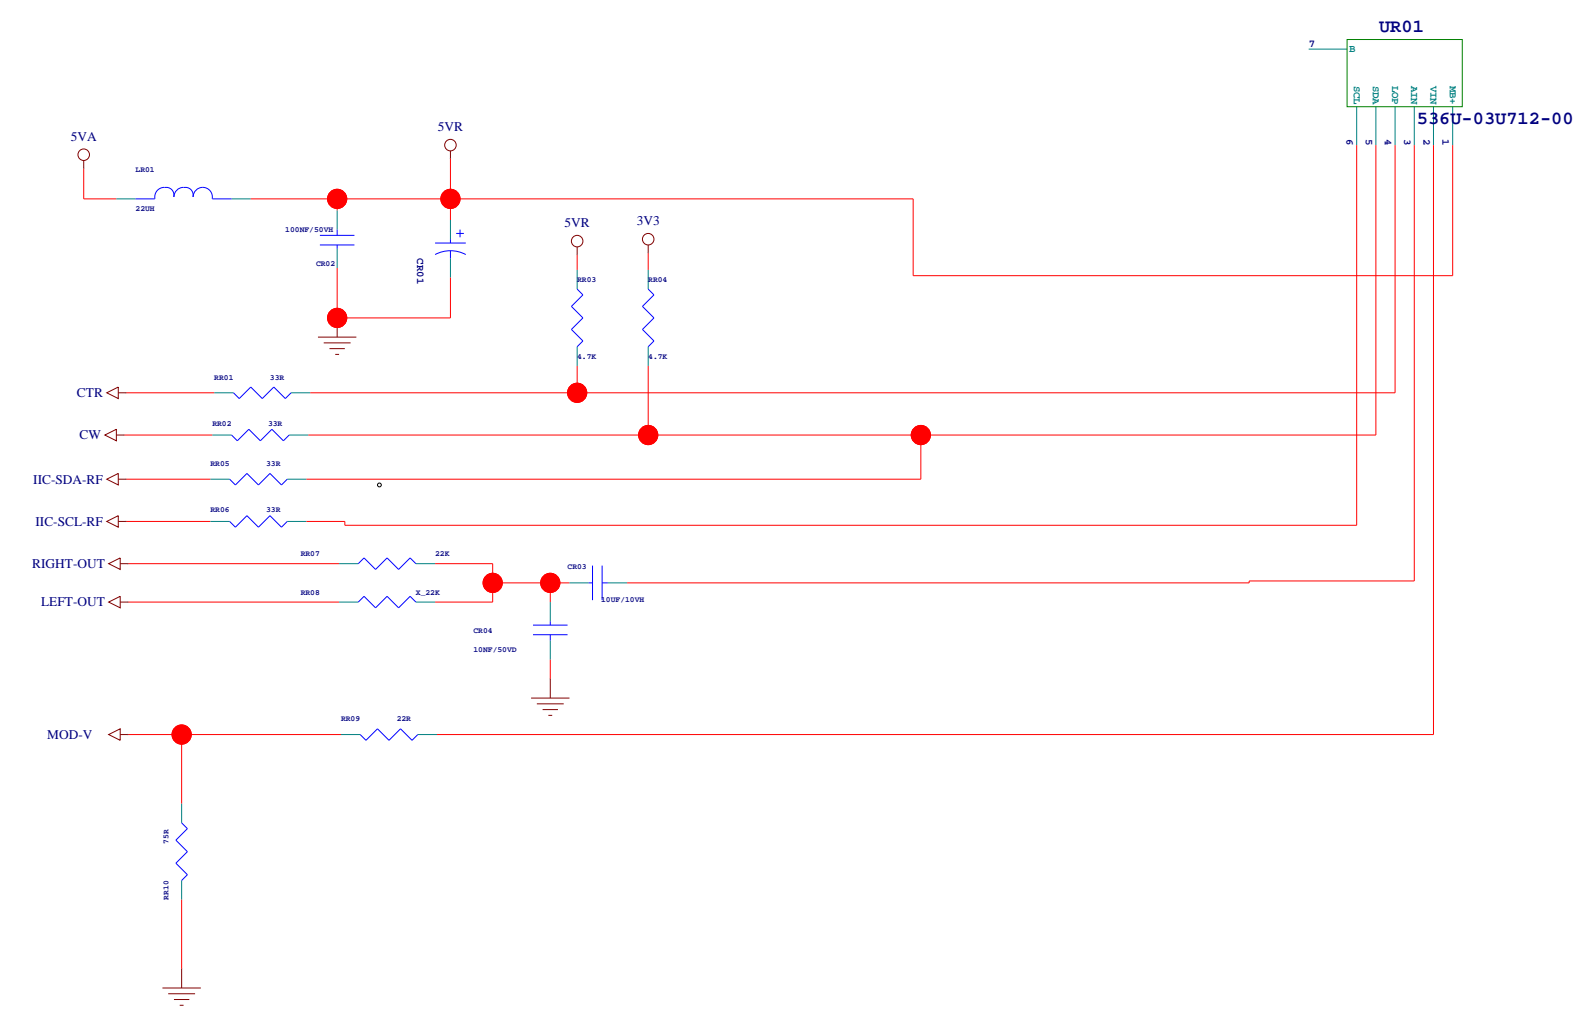 UR01
7
B
SCL
SDA
LOP
AIN
VIN
MB+
536U-03U712-00
6
5
4
3
2
1
5VA
5VR
LR01
22UH
100NF/50VH
CR02
+
CR01
5VR
3V3
RR03
RR04
4.7K
4.7K
CTR
RR01
33R
CW
RR02
33R
IIC-SDA-RF
RR05
33R
IIC-SCL-RF
RR06
33R
RIGHT-OUT
RR07
22K
CR03
10UF/10VH
LEFT-OUT
RR08
X_22K
CR04
10NF/50VD
MOD-V
RR09
22R
75R
RR10